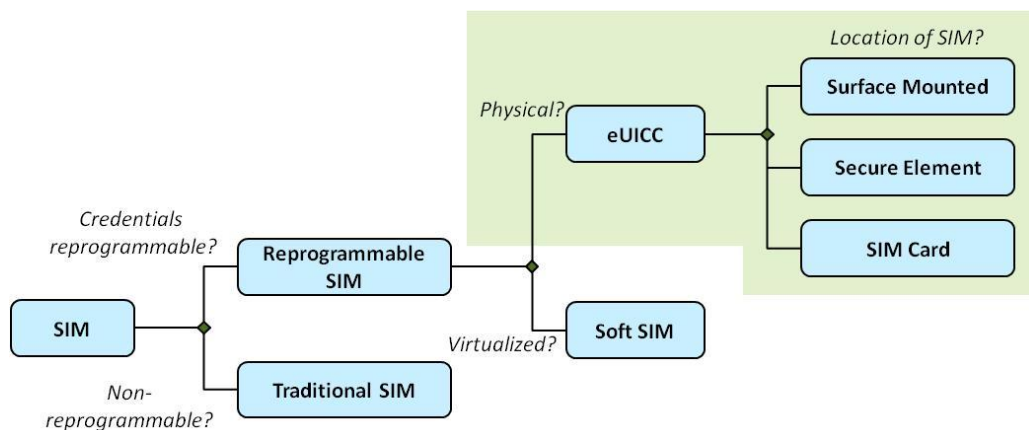 Location of SIM?
Surface Mounted
Physical?
eUICC
Secure Element
Credentials
reprogrammable?
Reprogrammable
SIM
SIM Card
SIM
Virtualized?
Soft SIM
Non-
reprogrammable?
Traditional SIM